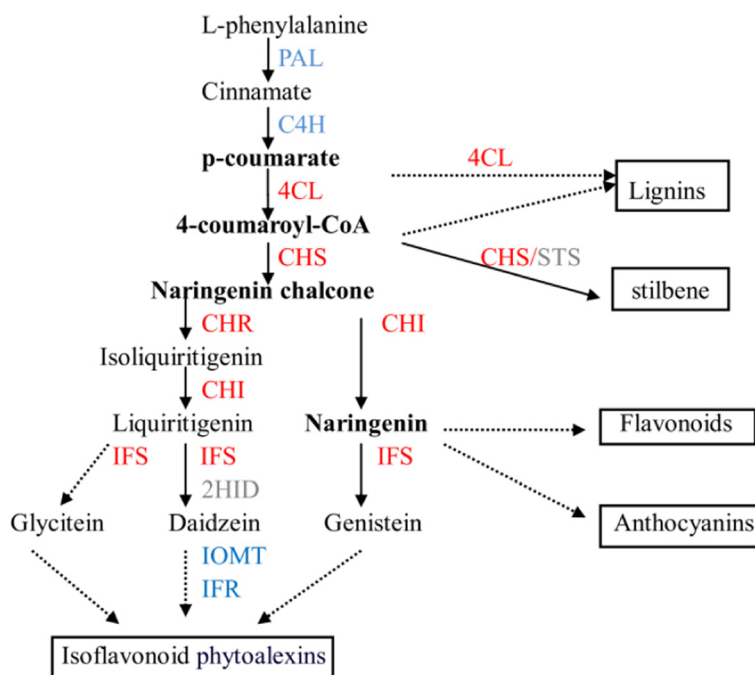 L-phenylalanine
PAL
Cinnamate
C4H
p-coumarate
4CL
4CL
Lignins
4-coumaroyl-CoA
CHS
CHS/STS
stilbene
Naringenin chalcone
CHR
CHI
Isoliquiritigenin
CHI
Liquiritigenin
Naringenin
Flavonoids
IFS
IFS
IFS
2HID
Glycitein
Daidzein
Genistein
Anthocyanins
IOMT
IFR
Isoflavonoid phytoalexins